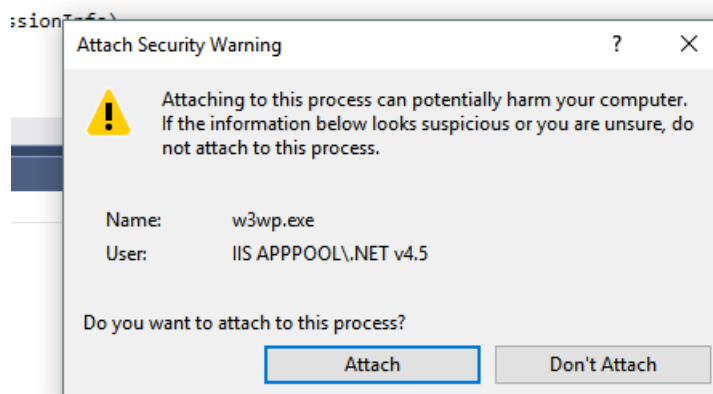 ssionInfo)
Attach Security Warning ? ✕
Attaching to this process can potentially harm your computer.
If the information below looks suspicious or you are unsure, do
not attach to this process.
Name: w3wp.exe
User: IIS APPPOOL\.NET v4.5
Do you want to attach to this process?
Attach Don't Attach